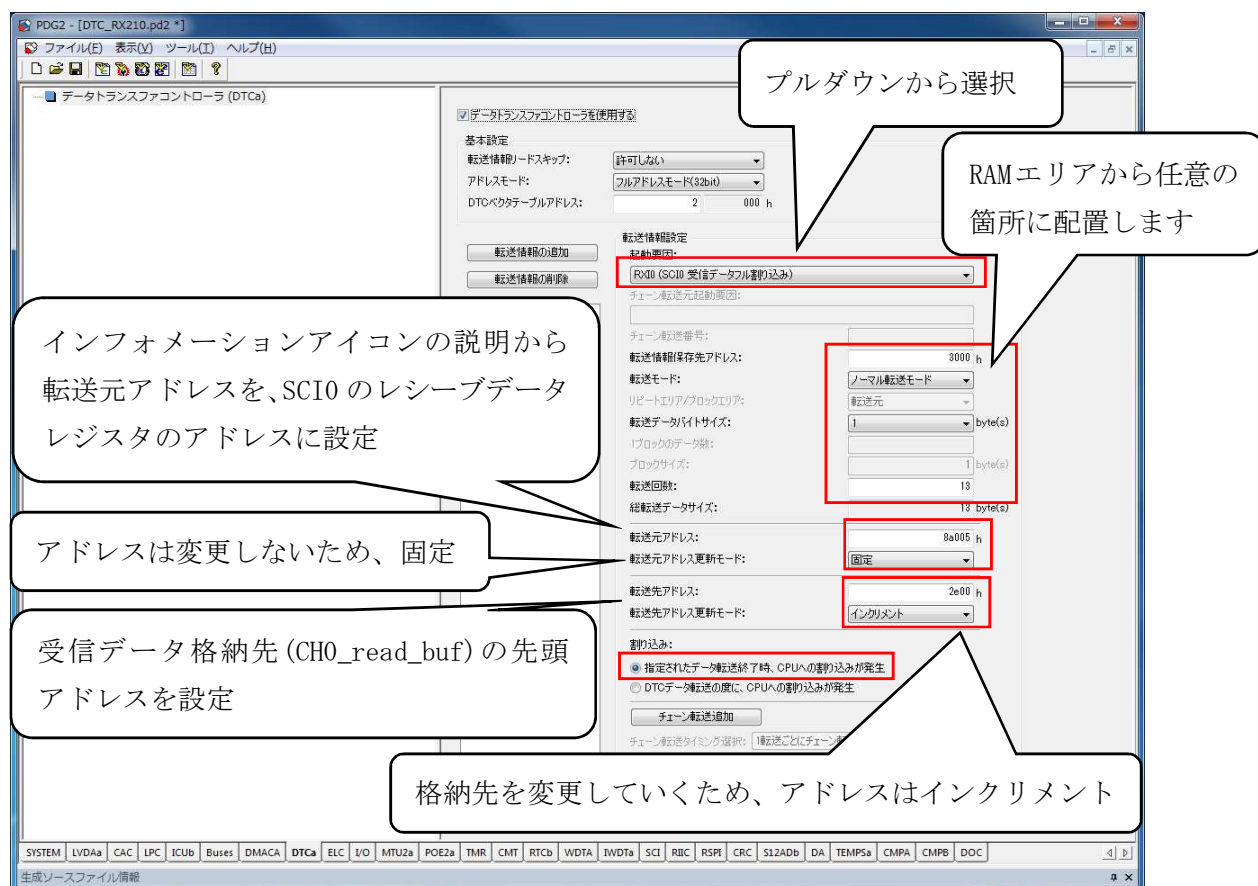 PDG2 - [DTC_RX210.pd2 *]
ファイル(F) 表示(V) ツール(T) ヘルプ(H)
データトランスファコントローラ (DTCa)
データトランスファコントローラを使用する
基本設定
転送情報リードスキップ: 許可しない
アドレスモード: フルアドレスモード(32bit)
DTCベクタテーブルアドレス: 2 000 h
プルダウンから選択
RAMエリアから任意の
箇所に配置します
転送情報の追加
転送情報の削除
転送情報設定
起動要因:
RXI0 (SCI0 受信データフル割り込み)
チェーン転送元起動要因:
チェーン転送番号:
転送情報保存先アドレス: 3000 h
転送モード: ノーマル転送モード
リピートエリア/ブロックエリア: 転送元
転送データバイトサイズ: 1 byte(s)
1ブロックのデータ数:
ブロックサイズ: 1 byte(s)
転送回数: 13
総転送データサイズ: 13 byte(s)
転送元アドレス: 8a005 h
転送元アドレス更新モード: 固定
転送先アドレス: 2e00 h
転送先アドレス更新モード: インクリメント
割り込み:
指定されたデータ転送終了時、CPUへの割り込みが発生
DTCデータ転送の度に、CPUへの割り込みが発生
チェーン転送追加
チェーン転送タイミング選択: 1転送ごとにチェーン
インフォメーションアイコンの説明から
転送元アドレスを、SCI0 のレシーブデータ
レジスタのアドレスに設定
アドレスは変更しないため、固定
受信データ格納先(CH0_read_buf)の先頭
アドレスを設定
格納先を変更していくため、アドレスはインクリメント
SYSTEM LVDAa CAC LPC ICUb Buses DMACA DTCa ELC I/O MTU2a POE2a TMR CMT RTCb WDTA IWDTa SCI RIIC RSPI CRC S12ADb DA TEMPSa CMPA CMPB DOC
生成ソースファイル情報